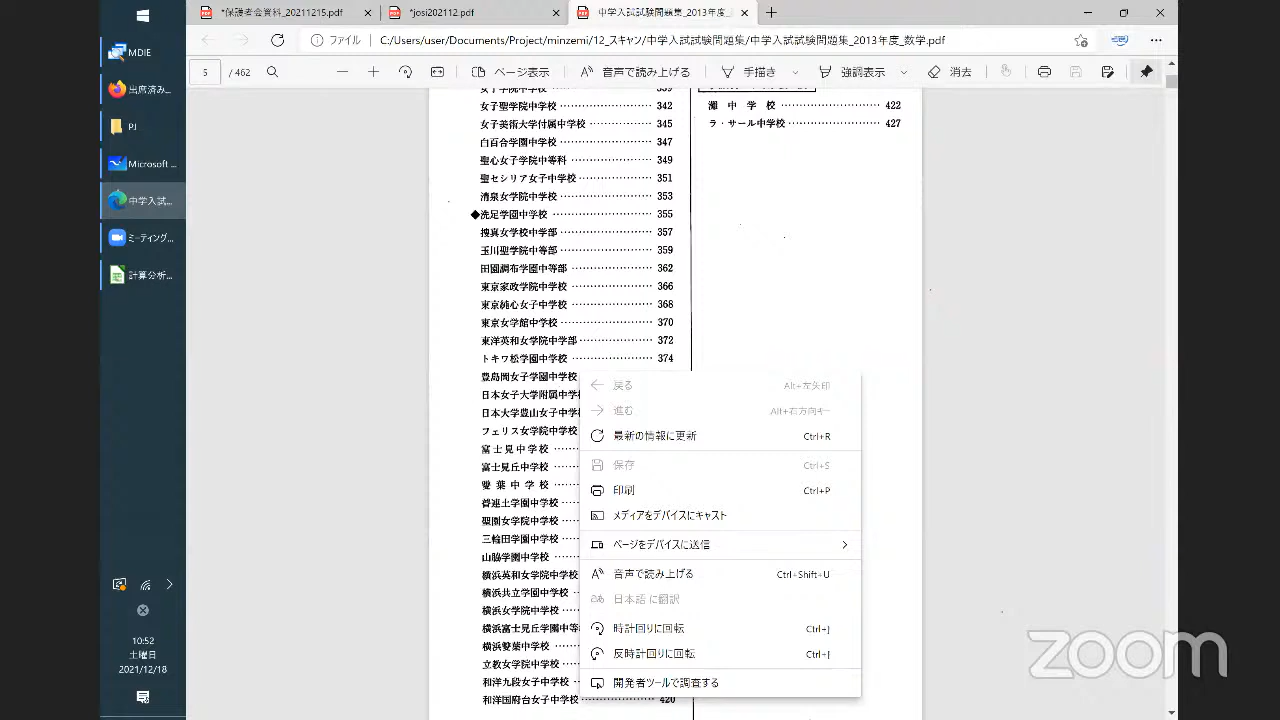 *保護者会資料_20211215.pdf
*josi202112.pdf
中学入試試験問題集_2013年度_数
ファイル
C:/Users/user/Documents/Project/minzemi/12_スキャン/中学入試試験問題集/中学入試試験問題集_2013年度_数学.pdf
5 / 462
ページ表示
音声で読み上げる
手描き
強調表示
消去
MDIE
出席済み...
PJ
Microsoft ...
中学入試...
ミーティング...
計算分析...
10:52
土曜日
2021/12/18
女子学院中学校 339
女子聖学院中学校 342
女子美術大学付属中学校 345
白百合学園中学校 347
聖心女子学院中等科 349
聖セシリア女子中学校 351
清泉女学院中学校 353
◆洗足学園中学校 355
捜真女学校中学部 357
玉川聖学院中等部 359
田園調布学園中等部 362
東京家政学院中学校 366
東京純心女子中学校 368
東京女学館中学校 370
東洋英和女学院中学部 372
トキワ松学園中学校 374
豊島岡女子学園中学校
日本女子大学附属中学
日本大学豊山女子中学
フェリス女学院中学校
富士見中学校
富士見丘中学校
雙葉中学校
普連土学園中学校
聖園女学院中学校
三輪田学園中学校
山脇学園中学校
横浜英和女学院中学校
横浜共立学園中学校
横浜女学院中学校
横浜富士見丘学園中等
横浜雙葉中学校
立教女学院中学校
和洋九段女子中学校
和洋国府台女子中学校 420
灘中学校 422
ラ・サール中学校 427
戻る Alt+左矢印
進む Alt+右方向キー
最新の情報に更新 Ctrl+R
保存 Ctrl+S
印刷 Ctrl+P
メディアをデバイスにキャスト
ページをデバイスに送信
音声で読み上げる Ctrl+Shift+U
日本語 に翻訳
時計回りに回転 Ctrl+]
反時計回りに回転 Ctrl+[
開発者ツールで調査する
zoom